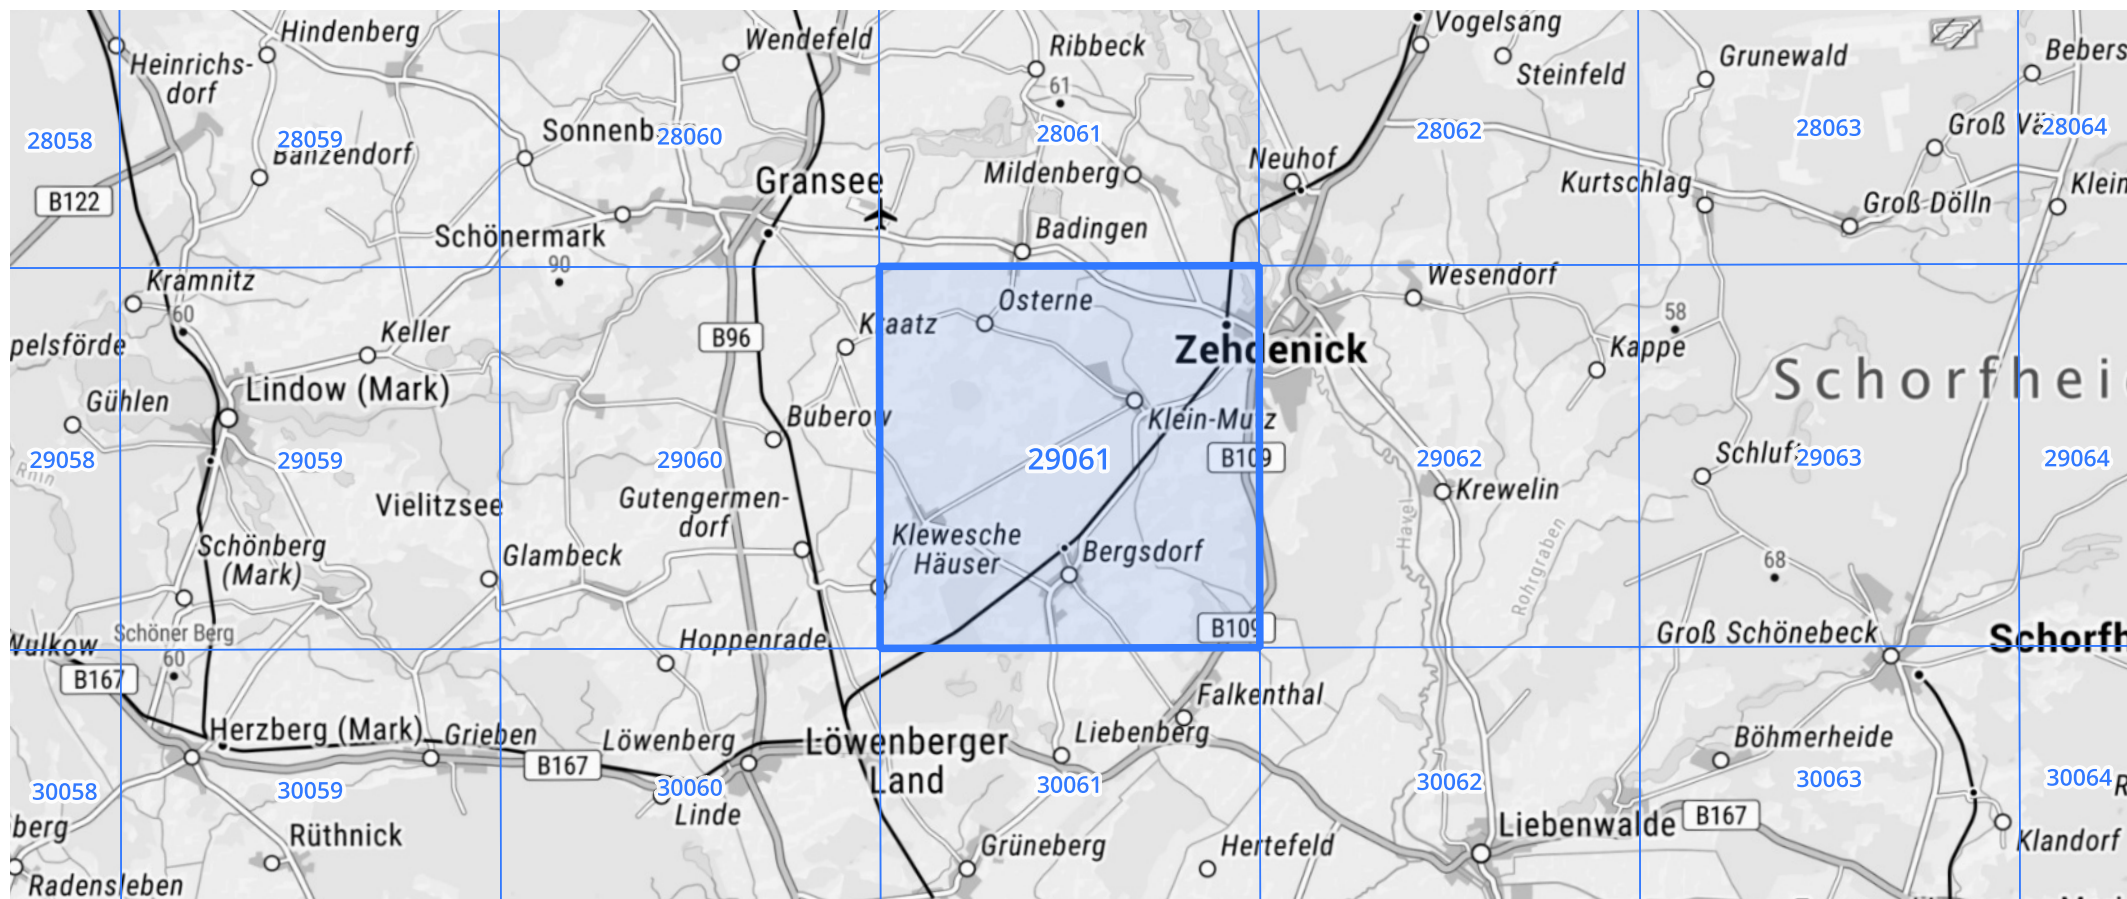 Hindenberg
Wendefeld
Ribbeck
Vogelsang
Grunewald
Bebers
Heinrichs-
dorf
Steinfeld
61
28058
28059
28060
28061
28062
28063
28064
Sonnenb
Groß Vä
Banzendorf
Neuhof
Mildenberg
Gransee
Kurtschlag
Klein
B122
Groß Dölln
Schönermark
Badingen
90
Kramnitz
Wesendorf
60
Osterne
58
Keller
Kraatz
B96
pelsförde
Zehdenick
Kappe
Schorfhei
Lindow (Mark)
Gühlen
Buberow
Klein-Mutz
29058
29059
29060
29061
B109
29062
Schluft
29063
29064
Rhin
Vielitzsee
Gutengermen-
dorf
Krewelin
Havel
Klewesche
Häuser
Schönberg
(Mark)
Glambeck
Bergsdorf
68
Rohrgraben
Schöner Berg
B109
Groß Schönebeck
Schorfh
Wulkow
Hoppenrade
60
B167
Falkenthal
Herzberg (Mark)
Grieben
Löwenberg
Löwenberger
Land
Liebenberg
Böhmerheide
B167
30058
30059
30060
30061
30062
30063
30064
R
Linde
berg
Rüthnick
Liebenwalde
B167
Grüneberg
Hertefeld
Klandorf
Radensleben